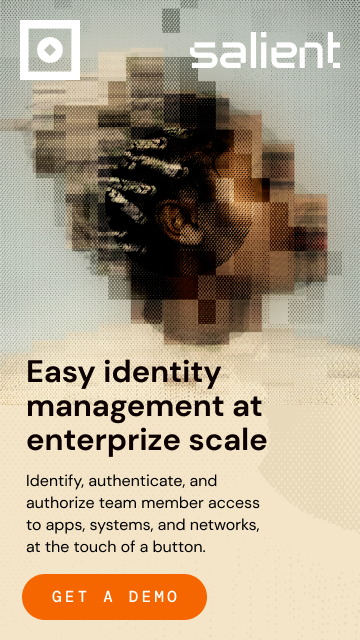 salient
Easy identity
management at
enterprize scale
Identify, authenticate, and
authorize team member access
to apps, systems, and networks,
at the touch of a button.
GET A DEMO